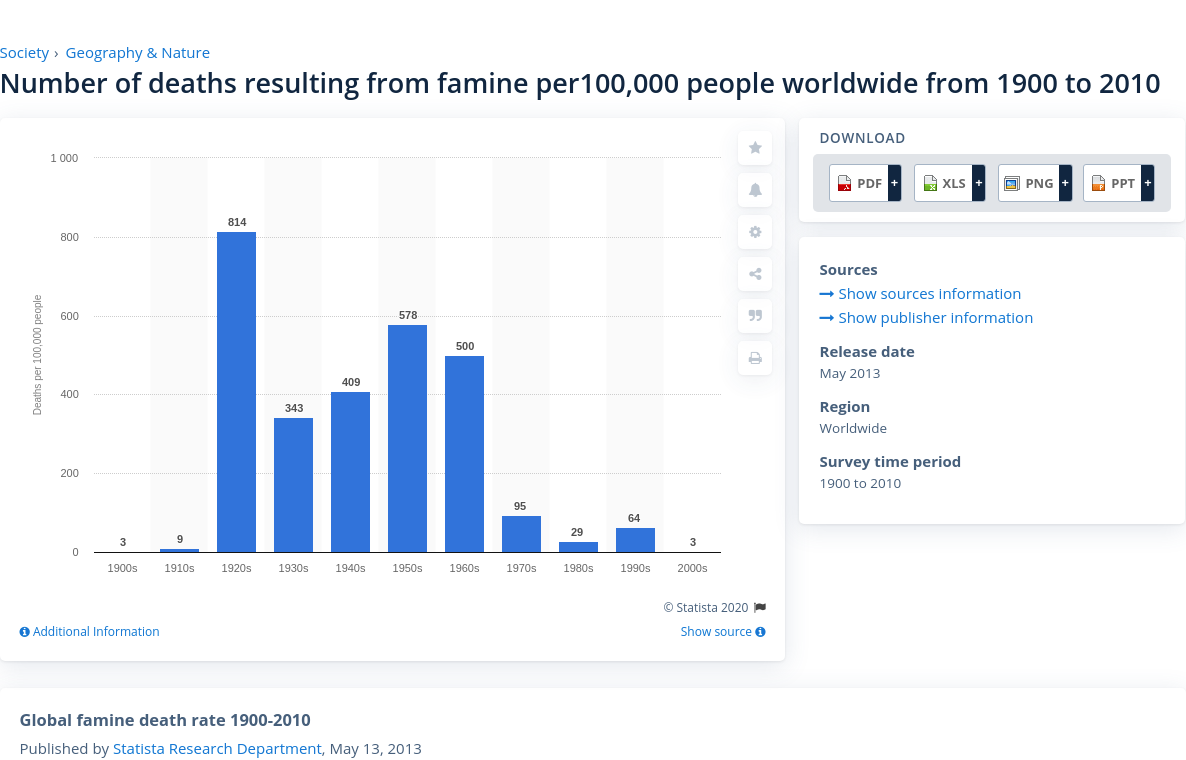 Society › Geography & Nature
Number of deaths resulting from famine per100,000 people worldwide from 1900 to 2010
Deaths per 100,000 people
1 000
800
600
400
200
0
3
9
814
343
409
578
500
95
29
64
3
1900s 1910s 1920s 1930s 1940s 1950s 1960s 1970s 1980s 1990s 2000s
© Statista 2020
Additional Information
Show source
DOWNLOAD
PDF + XLS + PNG + PPT +
Sources
Show sources information
Show publisher information
Release date
May 2013
Region
Worldwide
Survey time period
1900 to 2010
Global famine death rate 1900-2010
Published by Statista Research Department, May 13, 2013